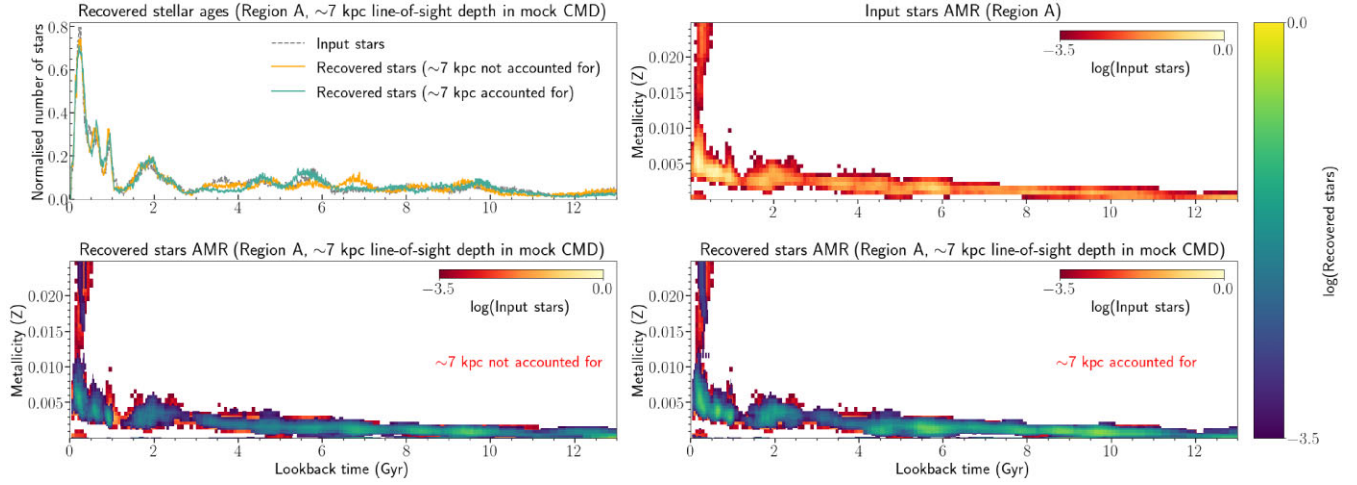 Recovered stellar ages (Region A, ~7 kpc line-of-sight depth in mock CMD)
Normalised number of stars
0.8
0.6
0.4
0.2
0.0
Input stars
Recovered stars (~7 kpc not accounted for)
Recovered stars (~7 kpc accounted for)
0 2 4 6 8 10 12
Input stars AMR (Region A)
Metallicity (Z)
0.020
0.015
0.010
0.005
−3.5 0.0
log(Input stars)
0 2 4 6 8 10 12
Recovered stars AMR (Region A, ~7 kpc line-of-sight depth in mock CMD)
Metallicity (Z)
0.020
0.015
0.010
0.005
−3.5 0.0
log(Input stars)
~7 kpc not accounted for
0 2 4 6 8 10 12
Lookback time (Gyr)
Recovered stars AMR (Region A, ~7 kpc line-of-sight depth in mock CMD)
Metallicity (Z)
0.020
0.015
0.010
0.005
−3.5 0.0
log(Input stars)
~7 kpc accounted for
0 2 4 6 8 10 12
Lookback time (Gyr)
0.0
log(Recovered stars)
−3.5